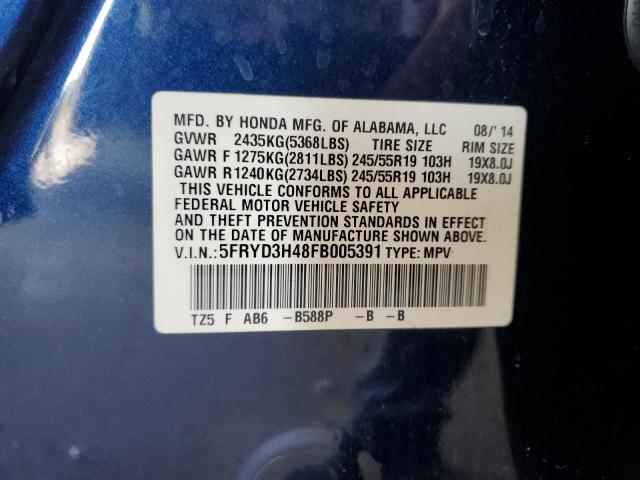 MFD. BY HONDA MFG. OF ALABAMA, LLC 08/'14
GVWR 2435KG(5368LBS) TIRE SIZE RIM SIZE
GAWR F 1275KG(2811LBS) 245/55R19 103H 19X8.0J
GAWR R 1240KG(2734LBS) 245/55R19 103H 19X8.0J
THIS VEHICLE CONFORMS TO ALL APPLICABLE
FEDERAL MOTOR VEHICLE SAFETY
AND THEFT PREVENTION STANDARDS IN EFFECT
ON THE DATE OF MANUFACTURE SHOWN ABOVE.
V.I.N.: 5FRYD3H48FB005391 TYPE: MPV
TZ5 F AB6 –B588P –B –B